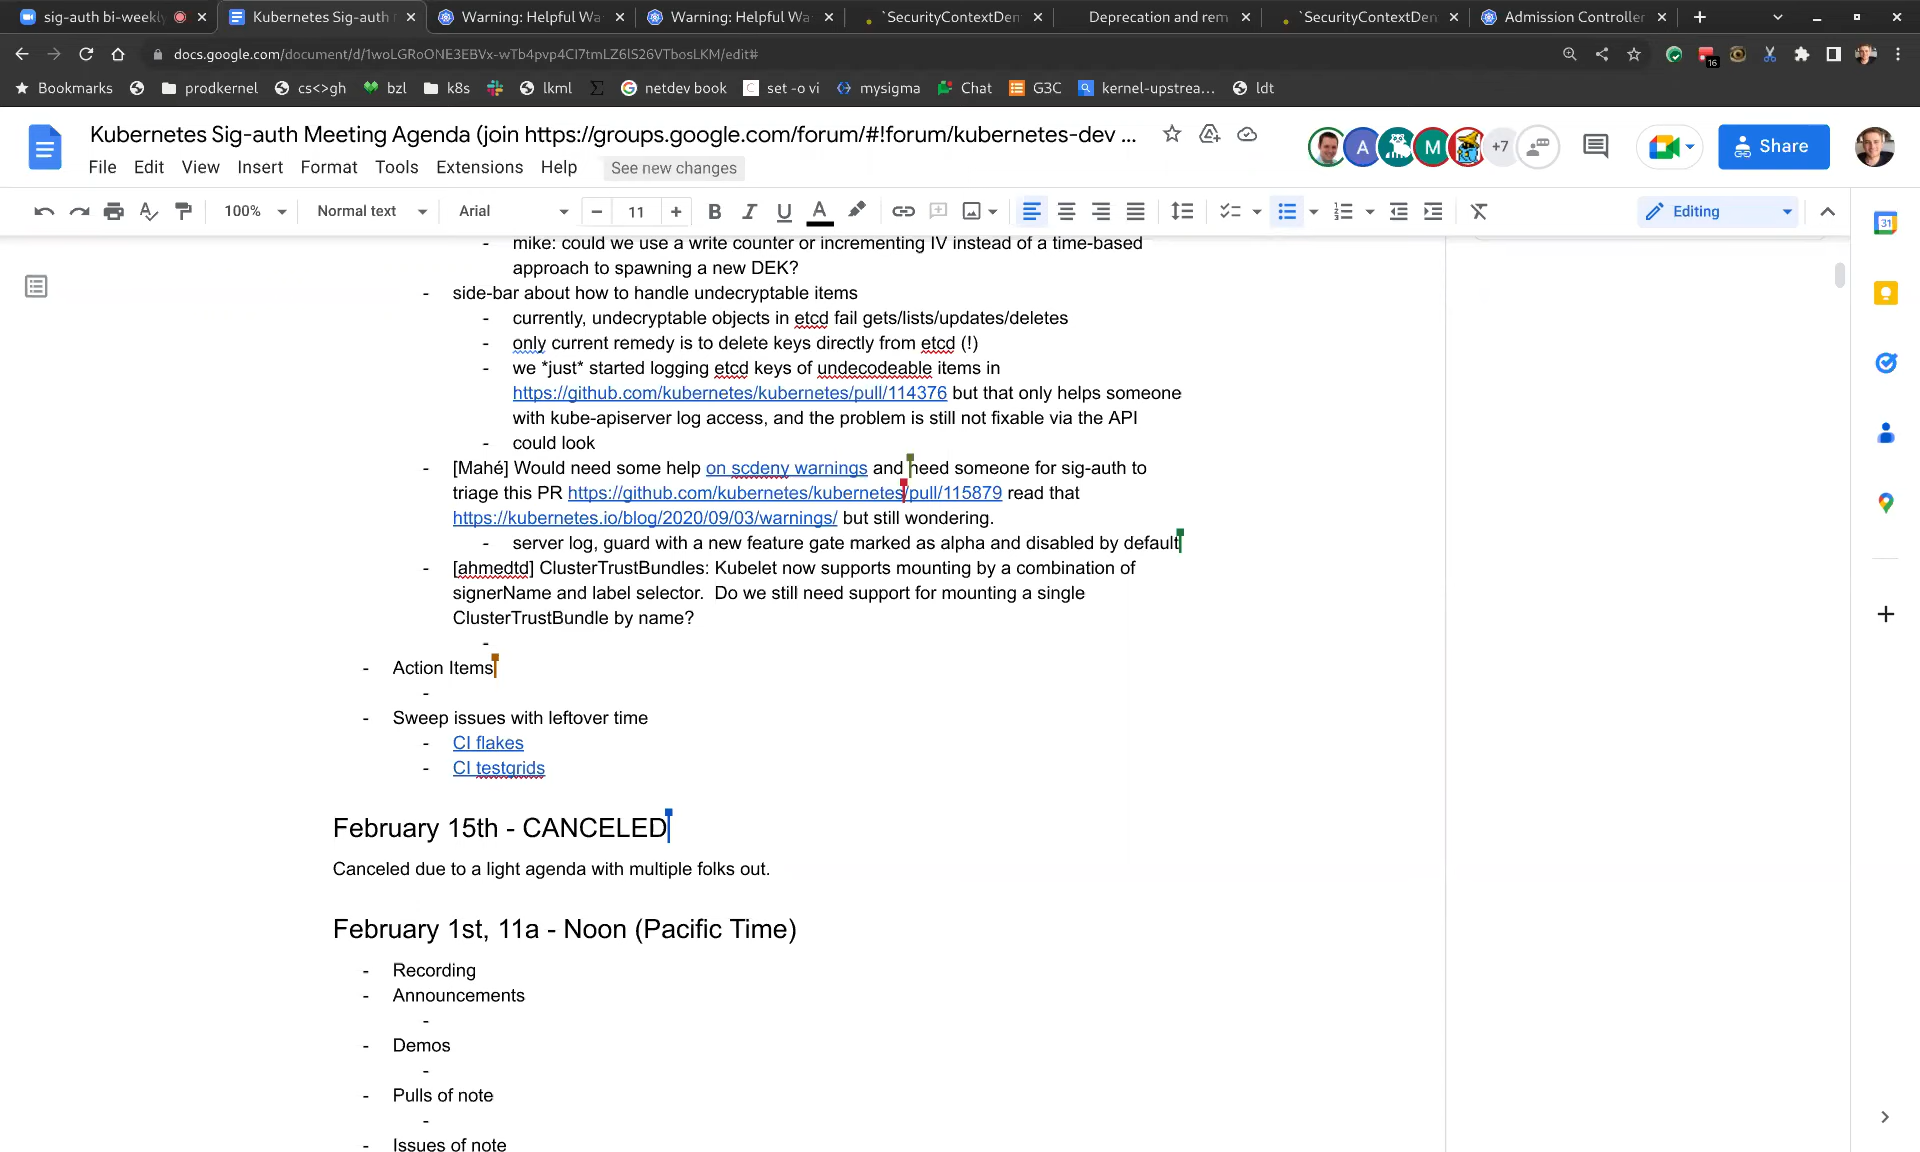 sig-auth bi-weekly
Kubernetes Sig-auth
Warning: Helpful Wa
Warning: Helpful Wa
`SecurityContextDen
Deprecation and rem
`SecurityContextDen
Admission Controller
docs.google.com/document/d/1woLGRoONE3EBVx-wTb4pvp4CI7tmLZ6lS26VTbosLKM/edit#
16
Bookmarks
prodkernel
cs<>gh
bzl
k8s
lkml
netdev book
set -o vi
mysigma
Chat
G3C
kernel-upstrea...
ldt
Kubernetes Sig-auth Meeting Agenda (join https://groups.google.com/forum/#!forum/kubernetes-dev ...
A
M
+7
Share
File Edit View Insert Format Tools Extensions Help
See new changes
100%
Normal text
Arial
11
B
I
U
A
Editing
31
- mike: could we use a write counter or incrementing IV instead of a time-based
approach to spawning a new DEK?
- side-bar about how to handle undecryptable items
- currently, undecryptable objects in etcd fail gets/lists/updates/deletes
- only current remedy is to delete keys directly from etcd (!)
- we *just* started logging etcd keys of undecodeable items in
https://github.com/kubernetes/kubernetes/pull/114376 but that only helps someone
with kube-apiserver log access, and the problem is still not fixable via the API
- could look
- [Mahé] Would need some help on scdeny warnings and need someone for sig-auth to
triage this PR https://github.com/kubernetes/kubernetes/pull/115879 read that
https://kubernetes.io/blog/2020/09/03/warnings/ but still wondering.
- server log, guard with a new feature gate marked as alpha and disabled by default
- [ahmedtd] ClusterTrustBundles: Kubelet now supports mounting by a combination of
signerName and label selector.  Do we still need support for mounting a single
ClusterTrustBundle by name?
-
- Action Items
-
- Sweep issues with leftover time
- CI flakes
- CI testgrids
February 15th - CANCELED
Canceled due to a light agenda with multiple folks out.
February 1st, 11a - Noon (Pacific Time)
- Recording
- Announcements
-
- Demos
-
- Pulls of note
-
- Issues of note